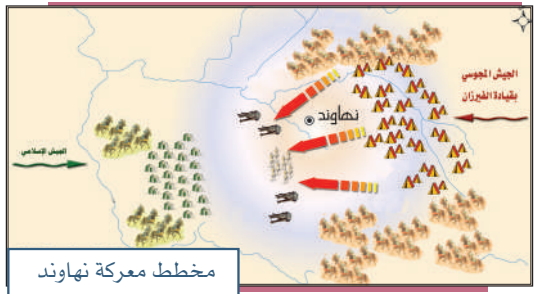 الجيش المجوسي
بقيادة الفيرزان
نهاوند
الجيش الإسلامي
مخطط معركة نهاوند